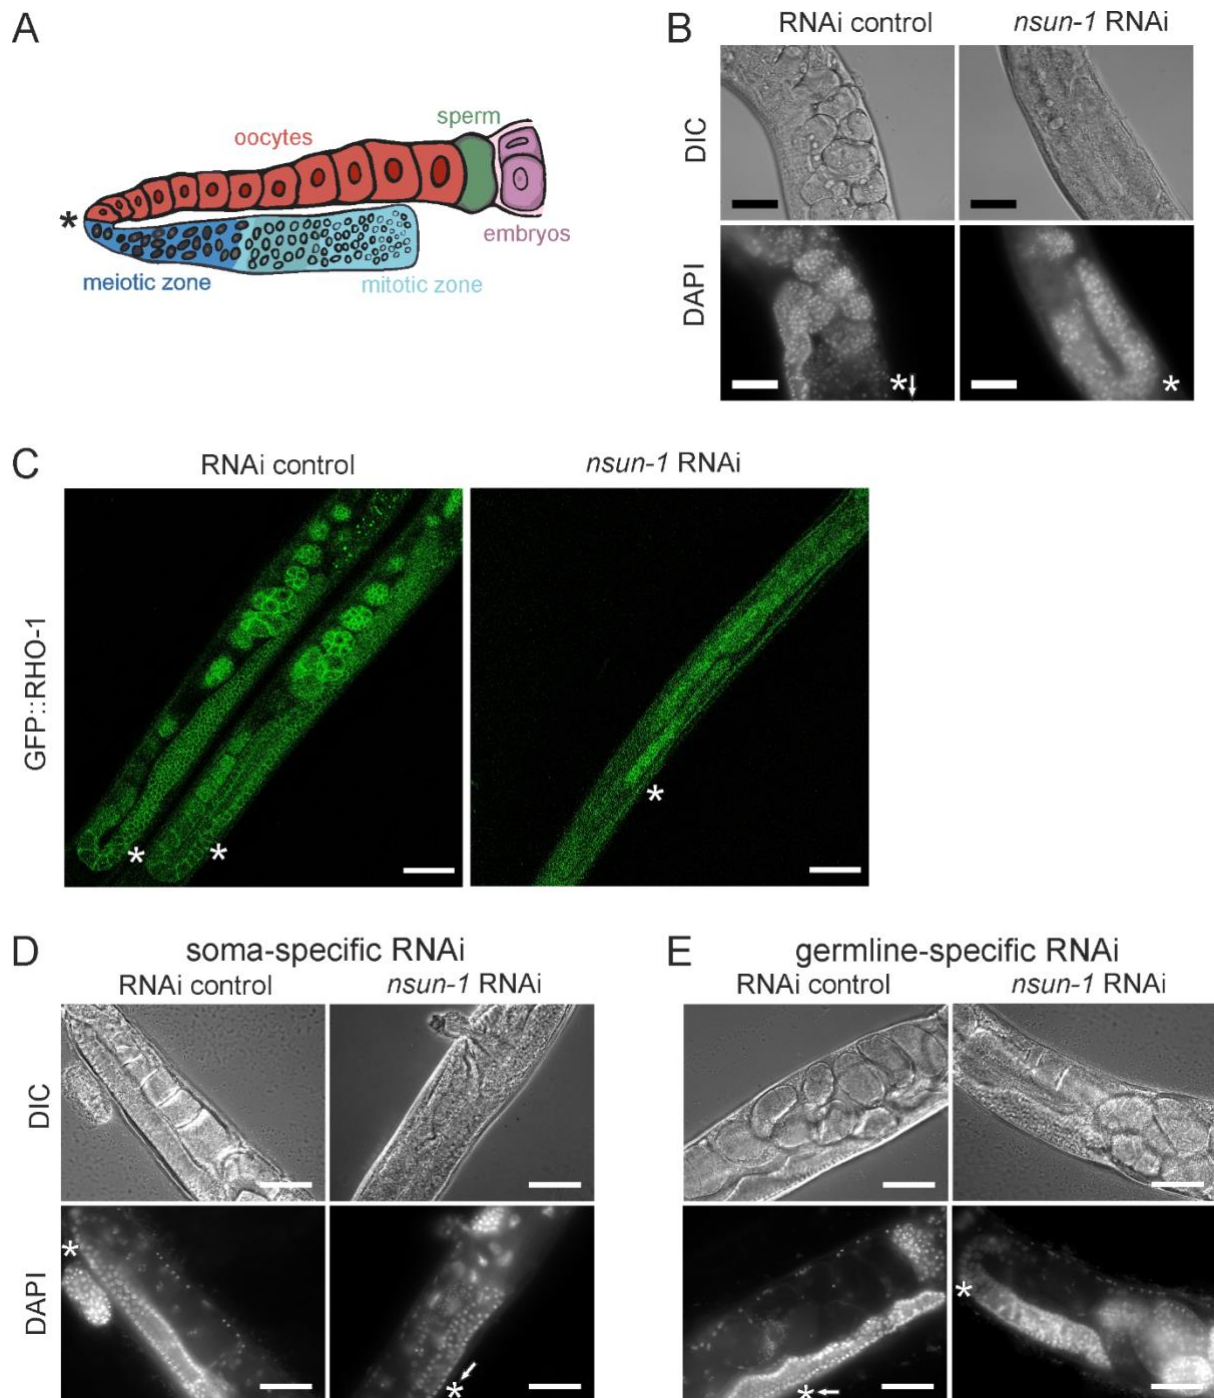 A
oocytes
sperm
*
embryos
meiotic zone
mitotic zone
B
RNAi control
nsun-1 RNAi
DIC
DAPI
*
*
C
RNAi control
nsun-1 RNAi
GFP::RHO-1
*
*
*
D
soma-specific RNAi
RNAi control
nsun-1 RNAi
DIC
DAPI
*
*
E
germline-specific RNAi
RNAi control
nsun-1 RNAi
*
*